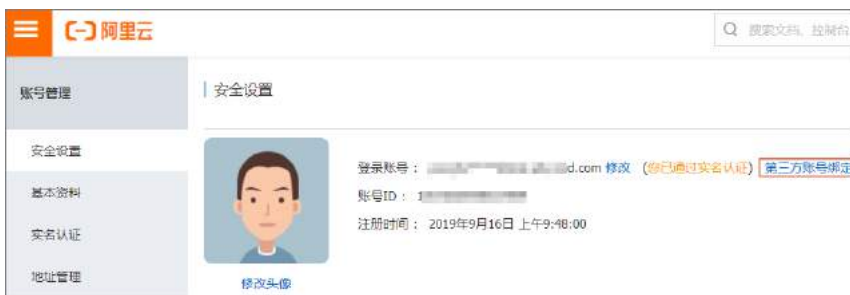 阿里云
搜索文档、控制台
账号管理
安全设置
安全设置
基本资料
实名认证
地址管理
登录账号： d.com 修改 (您已通过实名认证) 第三方账号绑定
账号ID： 1
注册时间： 2019年9月16日 上午9:48:00
修改头像